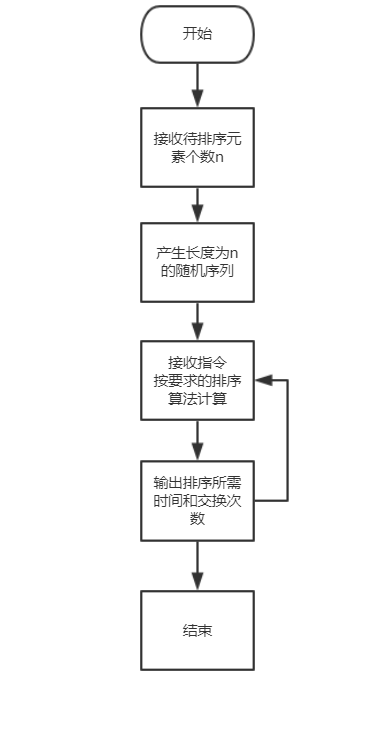 开始
接收待排序元
素个数n
产生长度为n
的随机序列
接收指令
按要求的排序
算法计算
输出排序所需
时间和交换次
数
结束